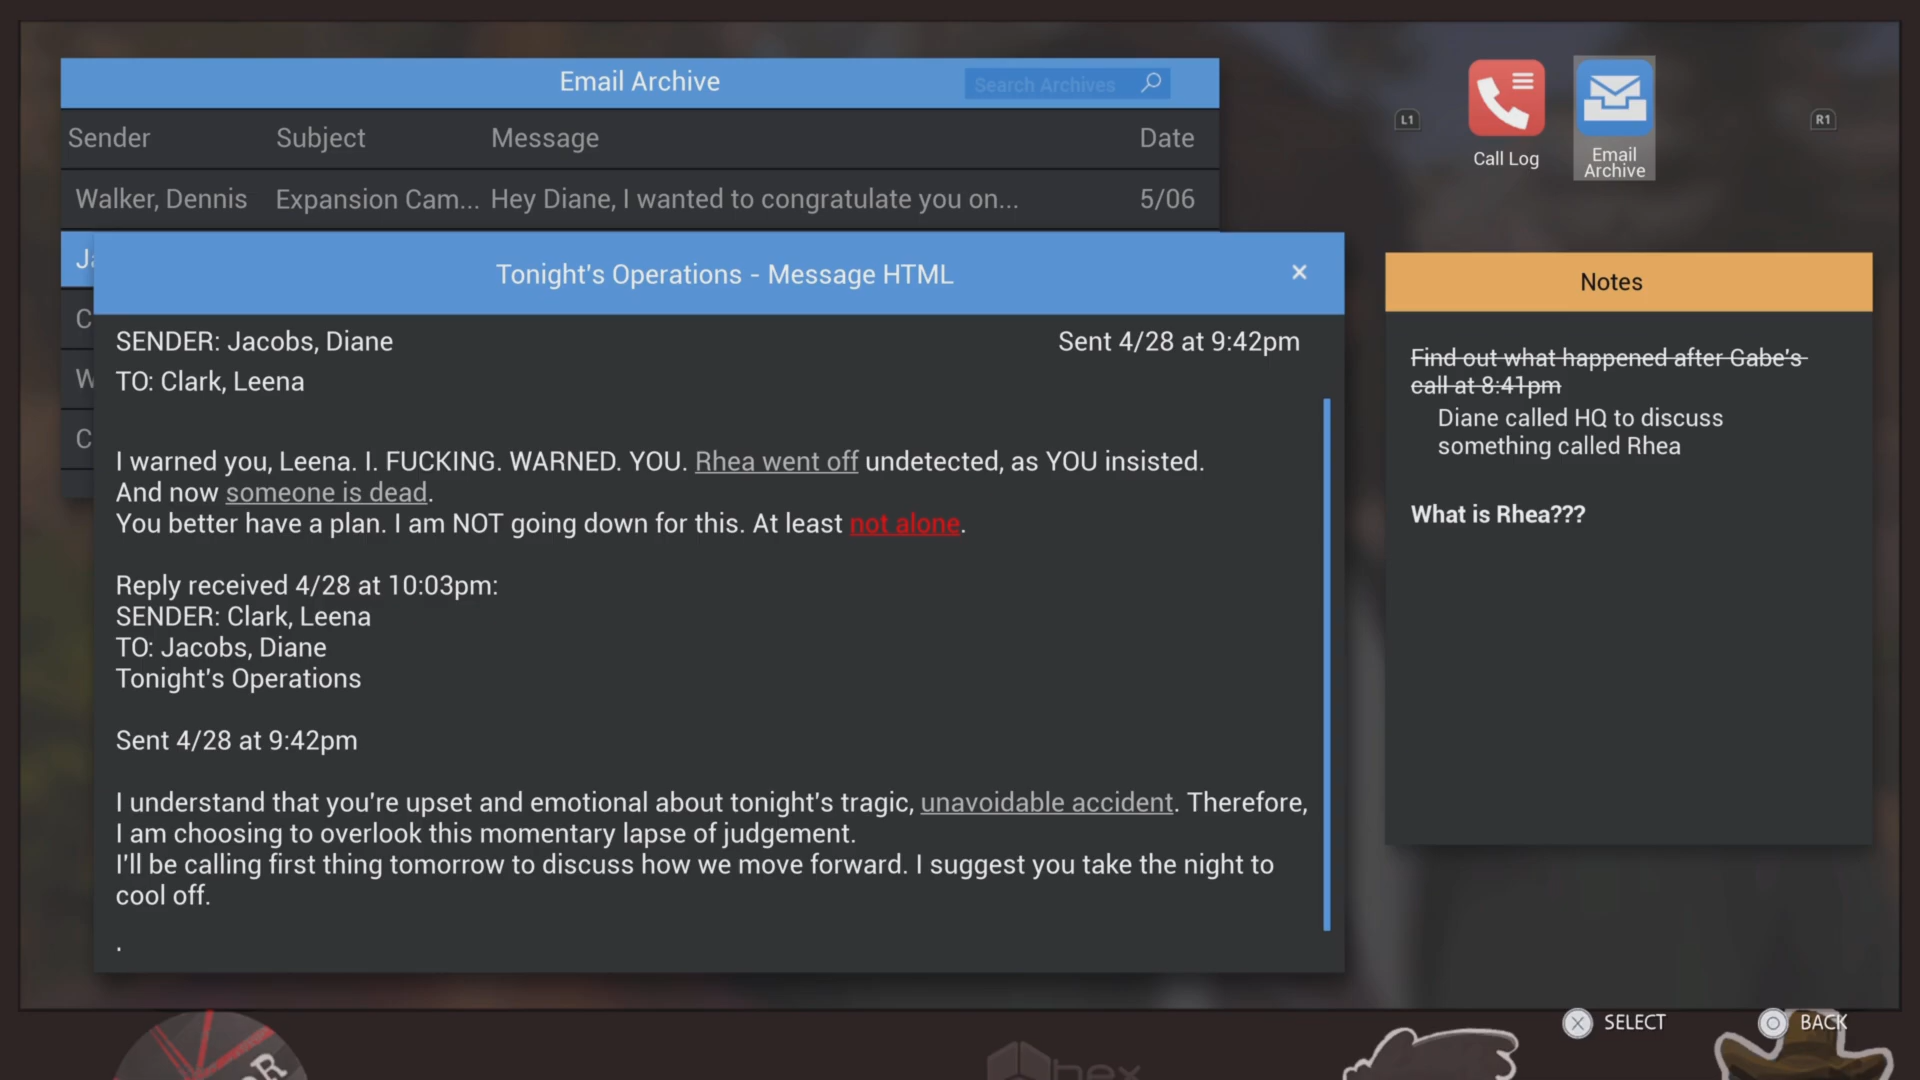 Email Archive
Search Archives
Sender Subject Message Date
Walker, Dennis Expansion Cam... Hey Diane, I wanted to congratulate you on... 5/06
L1
Call Log
Email
Archive
R1
Tonight's Operations - Message HTML
SENDER: Jacobs, Diane Sent 4/28 at 9:42pm
TO: Clark, Leena
I warned you, Leena. I. FUCKING. WARNED. YOU. Rhea went off undetected, as YOU insisted.
And now someone is dead.
You better have a plan. I am NOT going down for this. At least not alone.
Reply received 4/28 at 10:03pm:
SENDER: Clark, Leena
TO: Jacobs, Diane
Tonight's Operations
Sent 4/28 at 9:42pm
I understand that you're upset and emotional about tonight's tragic, unavoidable accident. Therefore,
I am choosing to overlook this momentary lapse of judgement.
I'll be calling first thing tomorrow to discuss how we move forward. I suggest you take the night to
cool off.
.
Notes
Find out what happened after Gabe's
call at 8:41pm
Diane called HQ to discuss
something called Rhea
What is Rhea???
SELECT
BACK
hex